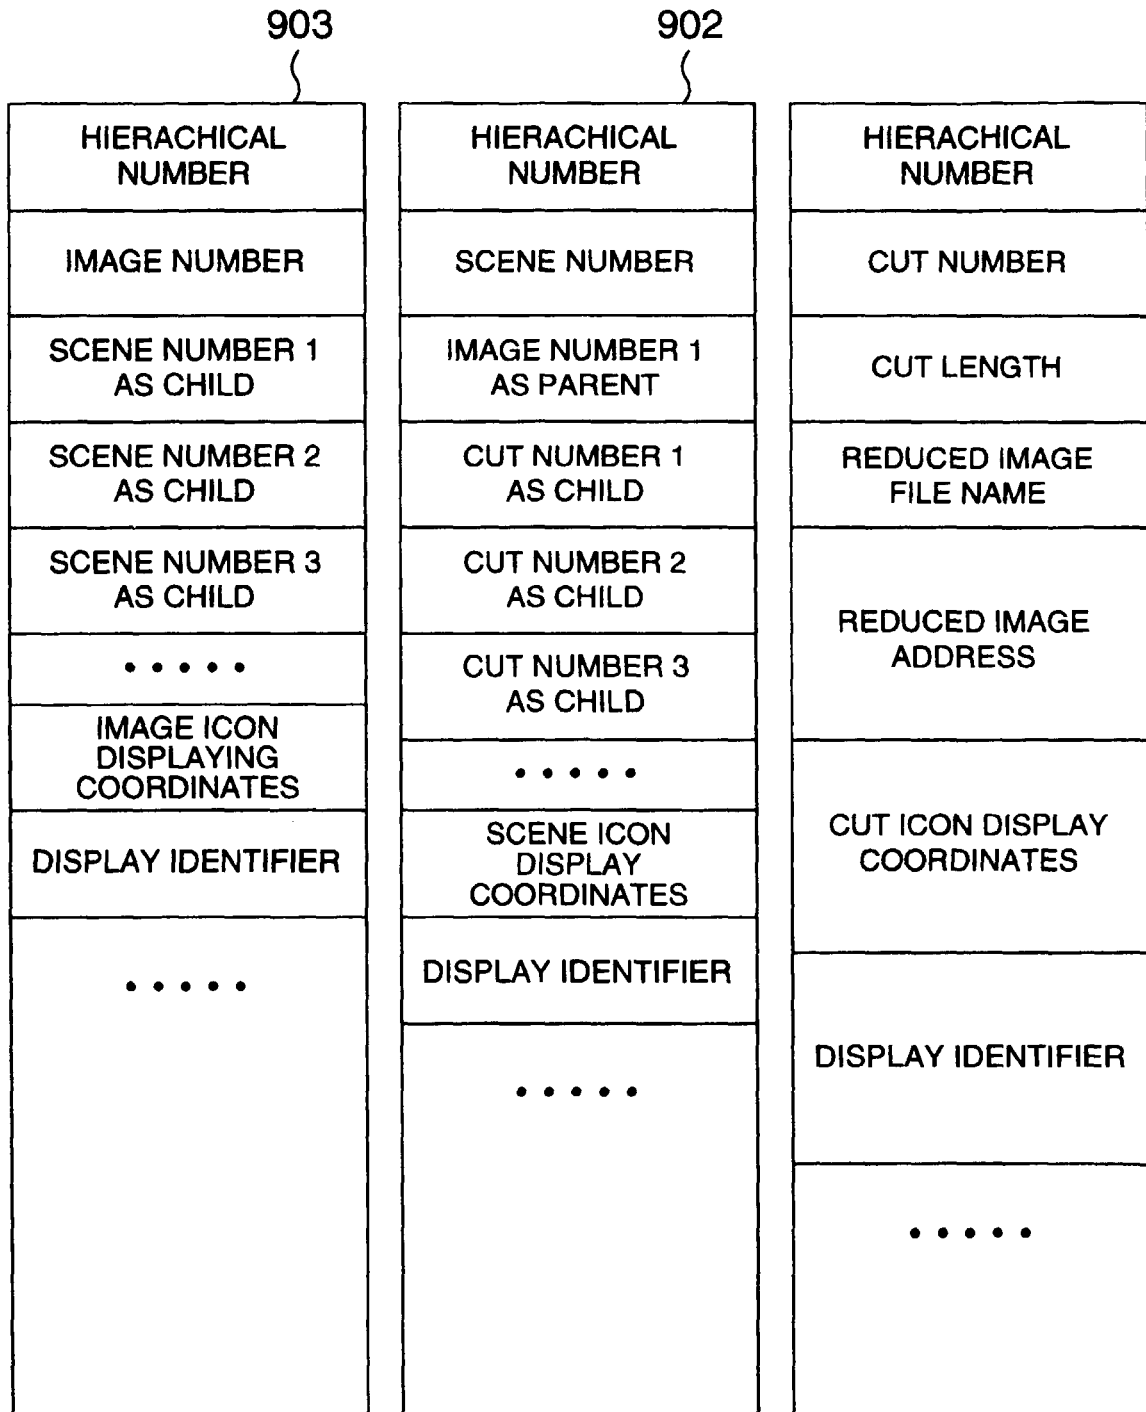 903
HIERACHICAL
NUMBER
IMAGE NUMBER
SCENE NUMBER 1
AS CHILD
SCENE NUMBER 2
AS CHILD
SCENE NUMBER 3
AS CHILD
• • • • •
IMAGE ICON
DISPLAYING
COORDINATES
DISPLAY IDENTIFIER
• • • • •
902
HIERACHICAL
NUMBER
SCENE NUMBER
IMAGE NUMBER 1
AS PARENT
CUT NUMBER 1
AS CHILD
CUT NUMBER 2
AS CHILD
CUT NUMBER 3
AS CHILD
• • • • •
SCENE ICON
DISPLAY
COORDINATES
DISPLAY IDENTIFIER
• • • • •
HIERACHICAL
NUMBER
CUT NUMBER
CUT LENGTH
REDUCED IMAGE
FILE NAME
REDUCED IMAGE
ADDRESS
CUT ICON DISPLAY
COORDINATES
DISPLAY IDENTIFIER
• • • • •